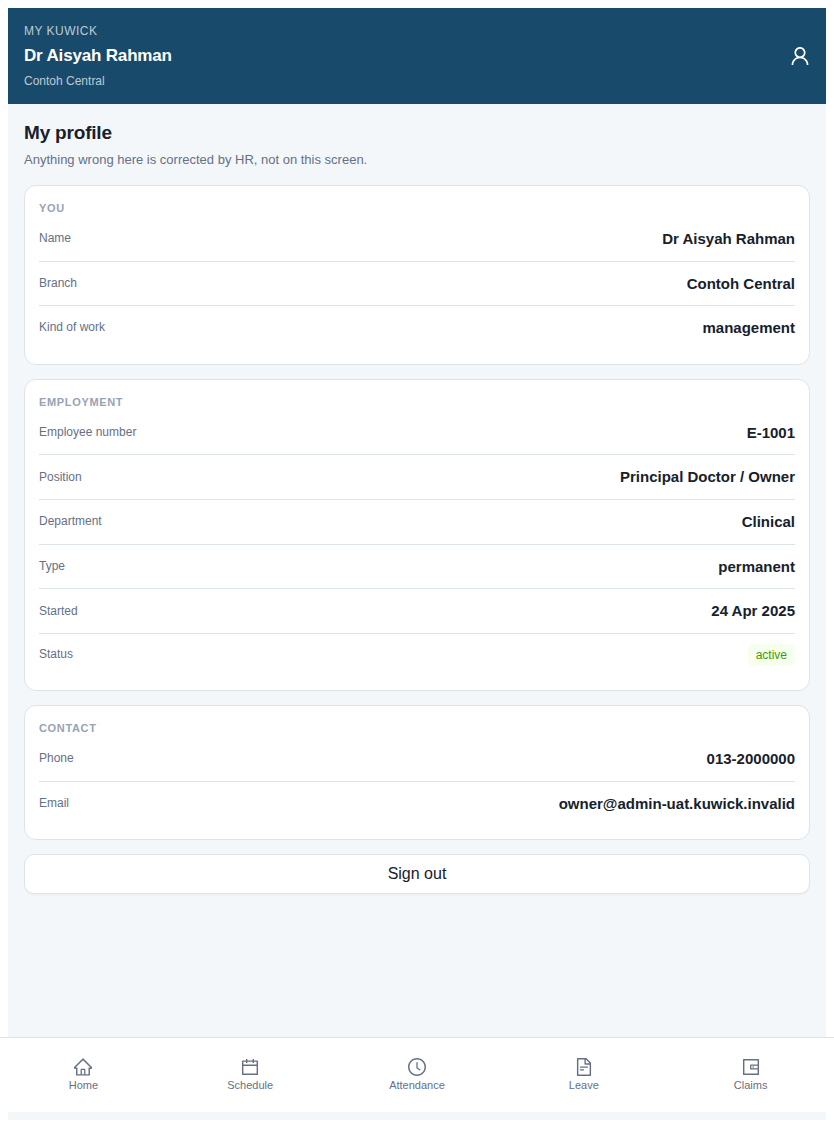 MY KUWICK
Dr Aisyah Rahman
Contoh Central
My profile
Anything wrong here is corrected by HR, not on this screen.
YOU
Name Dr Aisyah Rahman
Branch Contoh Central
Kind of work management
EMPLOYMENT
Employee number E-1001
Position Principal Doctor / Owner
Department Clinical
Type permanent
Started 24 Apr 2025
Status active
CONTACT
Phone 013-2000000
Email owner@admin-uat.kuwick.invalid
Sign out
Home Schedule Attendance Leave Claims